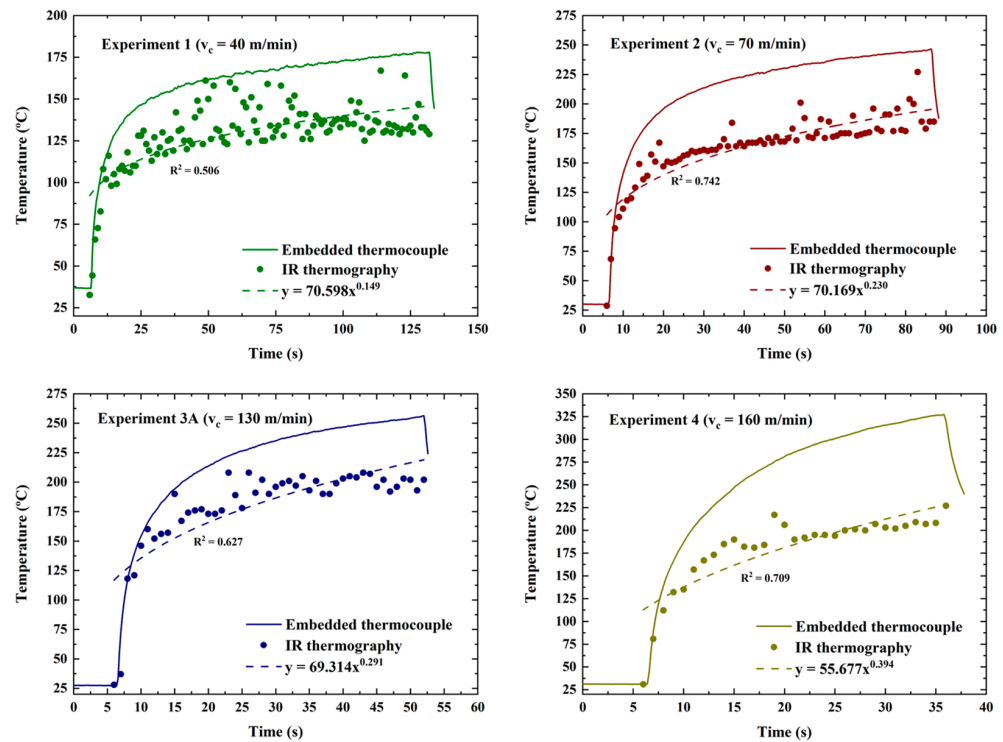 Experiment 1 (v_c = 40 m/min)
Temperature (°C)
175
150
125
100
75
50
25
R² = 0.506
Embedded thermocouple
IR thermography
y = 70.598x^0.149
0 25 50 75 100 125 150
Time (s)
Experiment 2 (v_c = 70 m/min)
Temperature (°C)
275
250
225
200
175
150
125
100
75
50
25
R² = 0.742
Embedded thermocouple
IR thermography
y = 70.169x^0.230
0 10 20 30 40 50 60 70 80 90 100
Time (s)
Experiment 3A (v_c = 130 m/min)
Temperature (°C)
275
250
225
200
175
150
125
100
75
50
25
R² = 0.627
Embedded thermocouple
IR thermography
y = 69.314x^0.291
0 5 10 15 20 25 30 35 40 45 50 55 60
Time (s)
Experiment 4 (v_c = 160 m/min)
Temperature (°C)
350
325
300
275
250
225
200
175
150
125
100
75
50
25
R² = 0.709
Embedded thermocouple
IR thermography
y = 55.677x^0.394
0 5 10 15 20 25 30 35 40
Time (s)